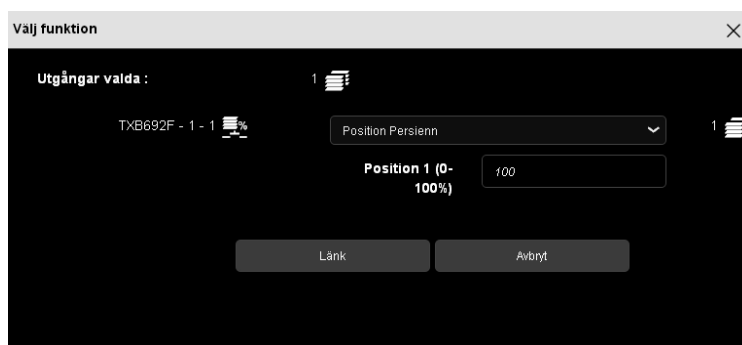 Välj funktion
Utgångar valda :
1
TXB692F - 1 - 1
%
Position Persienn
1
Position 1 (0-
100%)
100
Länk
Avbryt